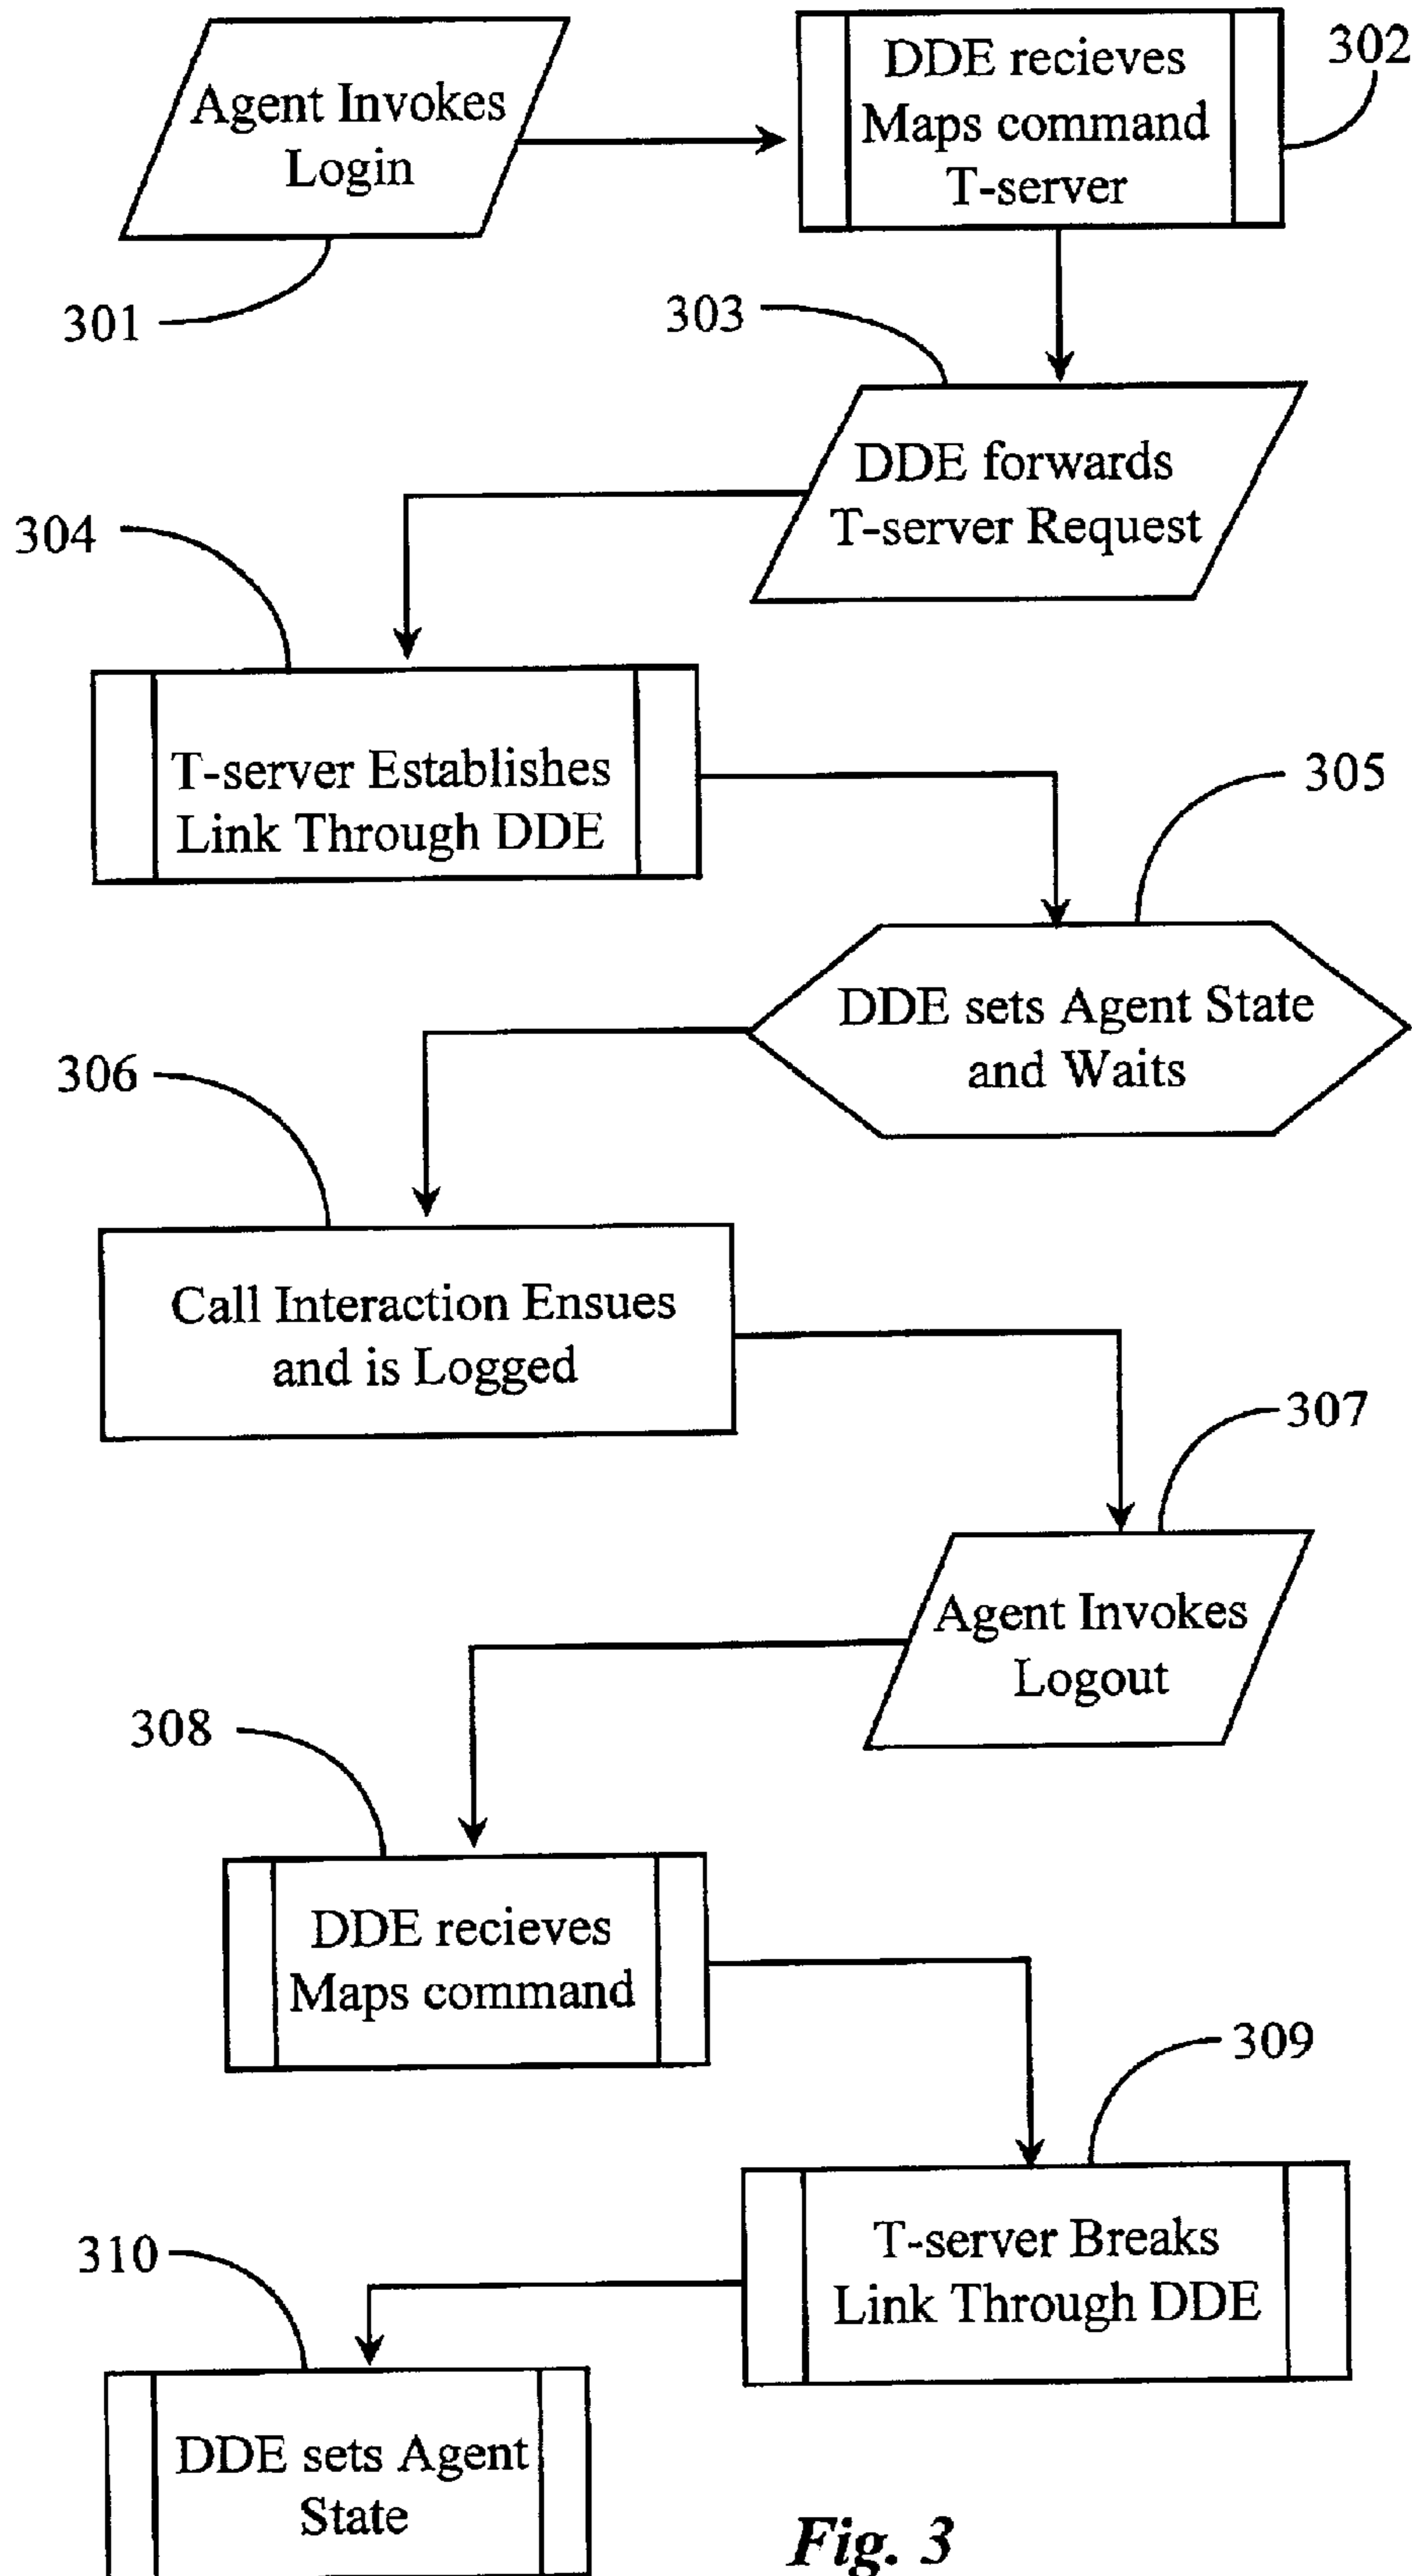 Agent Invokes
Login
301
DDE recieves
Maps command
T-server
302
303
DDE forwards
T-server Request
304
T-server Establishes
Link Through DDE
305
DDE sets Agent State
and Waits
306
Call Interaction Ensues
and is Logged
307
Agent Invokes
Logout
308
DDE recieves
Maps command
309
T-server Breaks
Link Through DDE
310
DDE sets Agent
State
Fig. 3